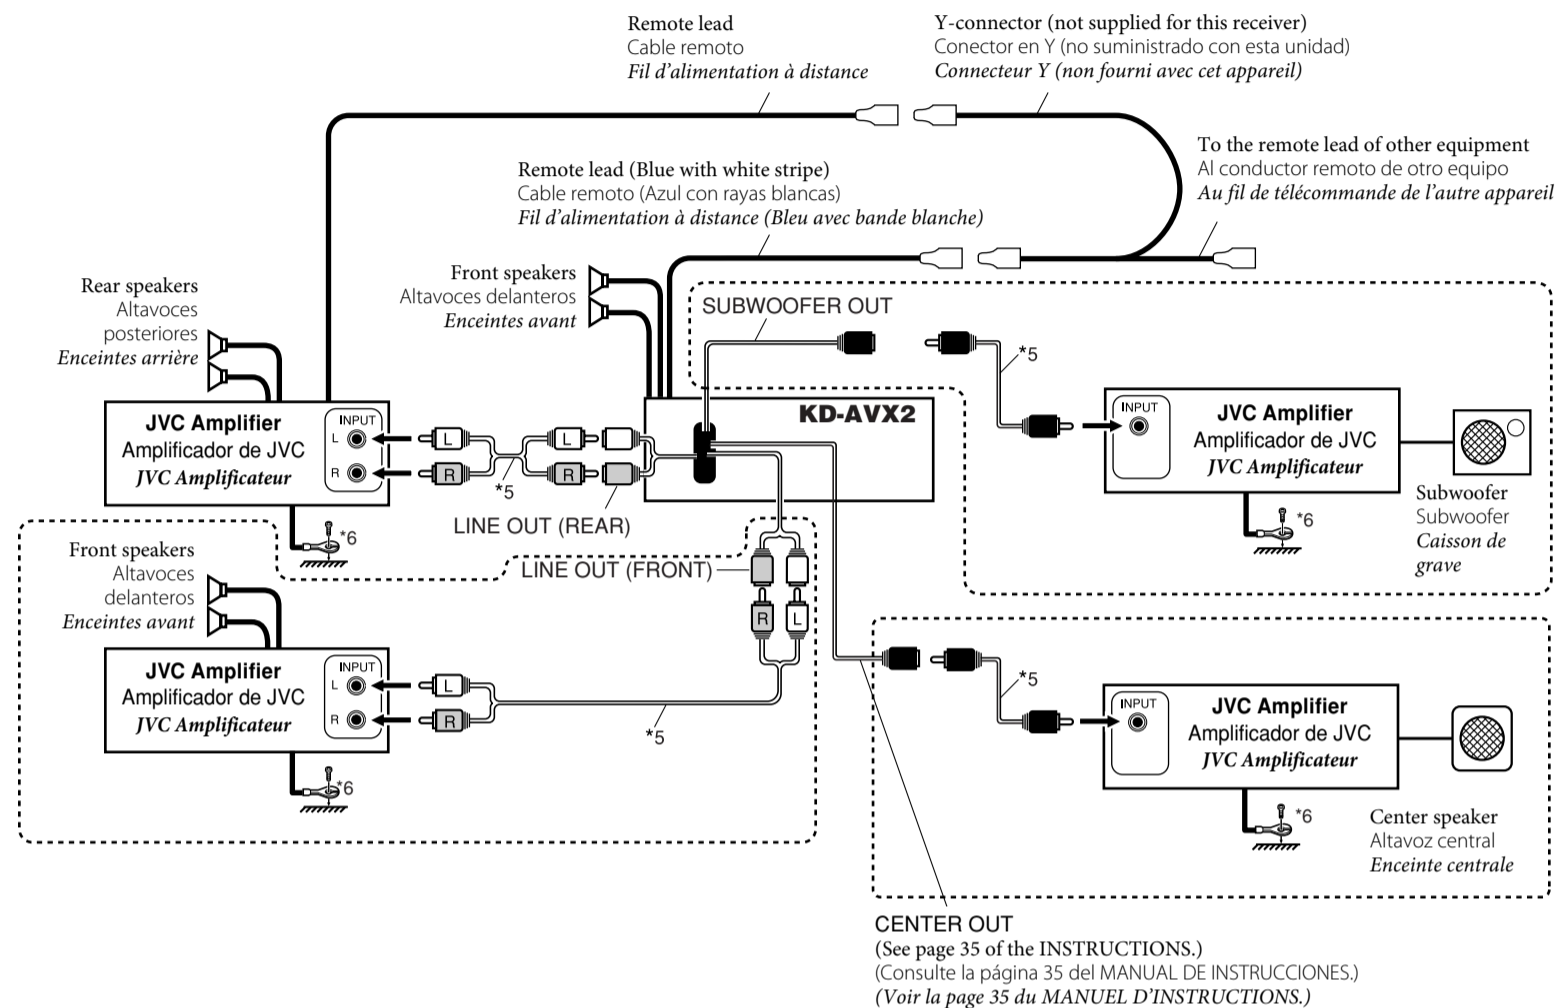 Remote lead
Cable remoto
Fil d’alimentation à distance
Y-connector (not supplied for this receiver)
Conector en Y (no suministrado con esta unidad)
Connecteur Y (non fourni avec cet appareil)
To the remote lead of other equipment
Al conductor remoto de otro equipo
Au fil de télécommande de l’autre appareil
Remote lead (Blue with white stripe)
Cable remoto (Azul con rayas blancas)
Fil d’alimentation à distance (Bleu avec bande blanche)
Front speakers
Altavoces delanteros
Enceintes avant
Rear speakers
Altavoces
posteriores
Enceintes arrière
SUBWOOFER OUT
*5
KD-AVX2
JVC Amplifier
Amplificador de JVC
JVC Amplificateur
INPUT
L
R
L
R
L
R
*5
LINE OUT (REAR)
*6
INPUT
JVC Amplifier
Amplificador de JVC
JVC Amplificateur
*6
Subwoofer
Subwoofer
Caisson de
grave
Front speakers
Altavoces
delanteros
Enceintes avant
LINE OUT (FRONT)
R
L
JVC Amplifier
Amplificador de JVC
JVC Amplificateur
INPUT
L
R
L
R
*5
*6
*5
INPUT
JVC Amplifier
Amplificador de JVC
JVC Amplificateur
*6
Center speaker
Altavoz central
Enceinte centrale
CENTER OUT
(See page 35 of the INSTRUCTIONS.)
(Consulte la página 35 del MANUAL DE INSTRUCCIONES.)
(Voir la page 35 du MANUEL D’INSTRUCTIONS.)